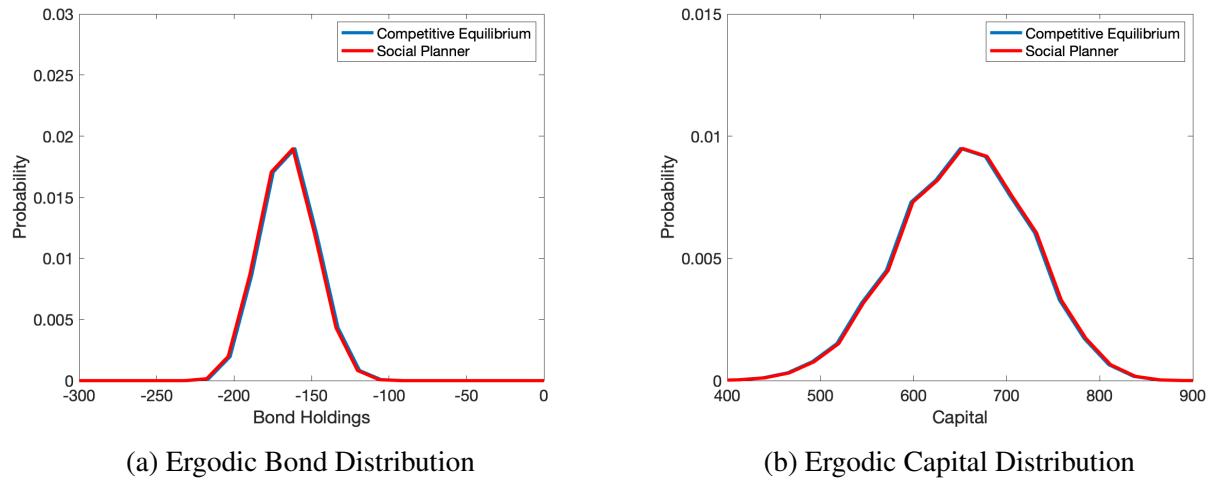 0.03
0.025
0.02
0.015
0.01
0.005
0
Probability
-300
-250
-200
-150
-100
-50
0
Bond Holdings
Competitive Equilibrium
Social Planner
(a) Ergodic Bond Distribution
0.015
0.01
0.005
0
Probability
400
500
600
700
800
900
Capital
Competitive Equilibrium
Social Planner
(b) Ergodic Capital Distribution